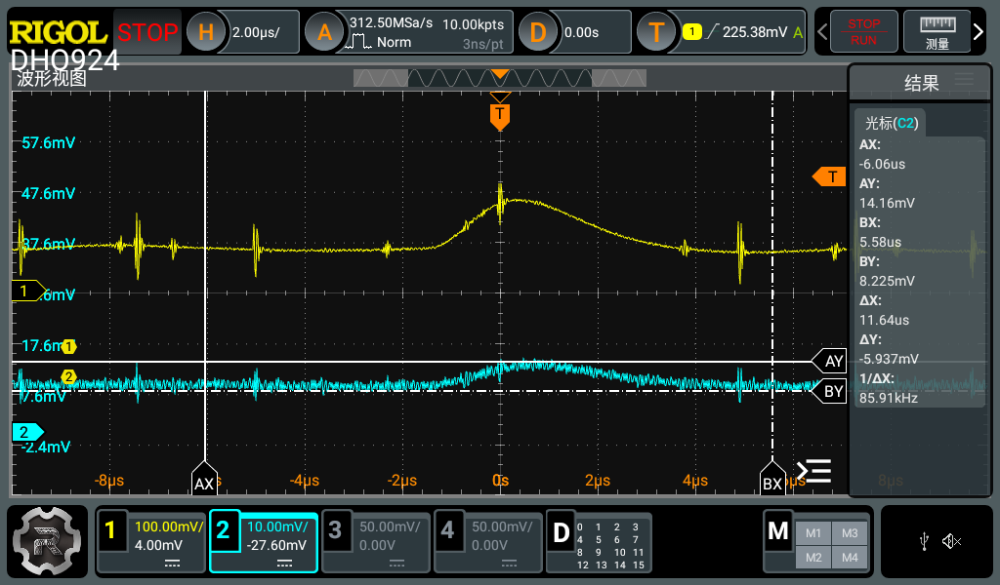 RIGOL STOP H 2.00µs/ A 312.50MSa/s 10.00kpts D 0.00s T 1 225.38mV A STOP
Norm 3ns/pt RUN 测量
DHO924
波形视图
结果
T
光标(C2)
57.6mV
AX:
-6.06us
T
AY:
47.6mV
14.16mV
BX:
37.6mV
5.58us
BY:
1
.6mV
8.225mV
ΔX:
11.64us
17.6m
1
ΔY:
AY
-5.937mV
2
1/ΔX:
7.6mV
BY
85.91kHz
2
-2.4mV
-8µs AX s -4µs -2µs 0s 2µs 4µs BX µs 8µs
1 100.00mV/
4.00mV
2 10.00mV/
-27.60mV
3 50.00mV/
0.00V
4 50.00mV/
0.00V
D 0 1 2 3
4 5 6 7
8 9 10 11
12 13 14 15
M M1 M3
M2 M4